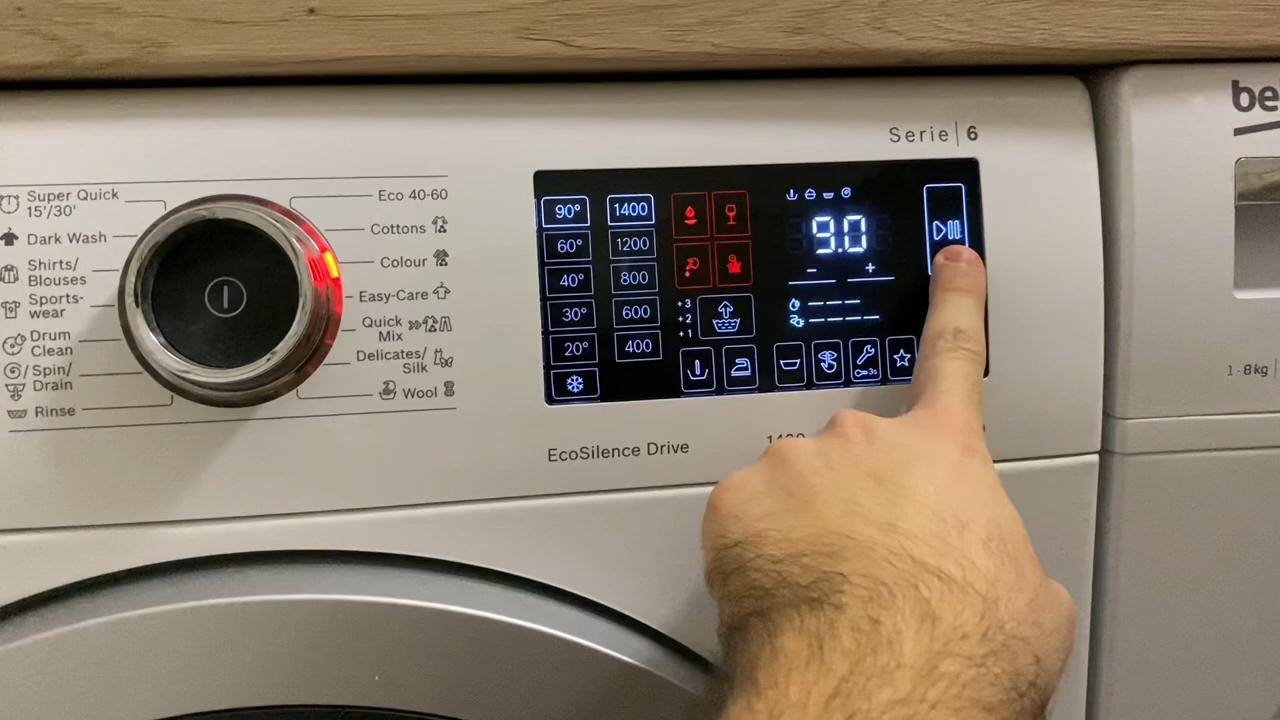 be
Serie | 6
Super Quick
15'/30'
Dark Wash
Shirts/
Blouses
Sports-
wear
Drum
Clean
Spin/
Drain
Rinse
Eco 40-60
Cottons
Colour
Easy-Care
Quick
Mix
Delicates/
Silk
Wool
90° 1400
60° 1200
40° 800
30° 600
20° 400
9.0
- +
+3
+2
+1
3s
1-8kg
EcoSilence Drive